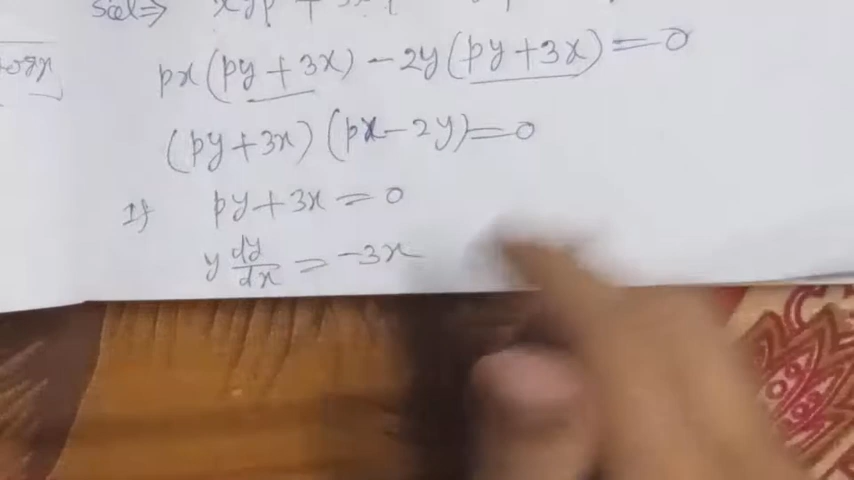 Sol⇒ xyp² +
px(py+3x) - 2y(py+3x) = 0
(py+3x)(px-2y) = 0
If py+3x = 0
y dy/dx = -3x